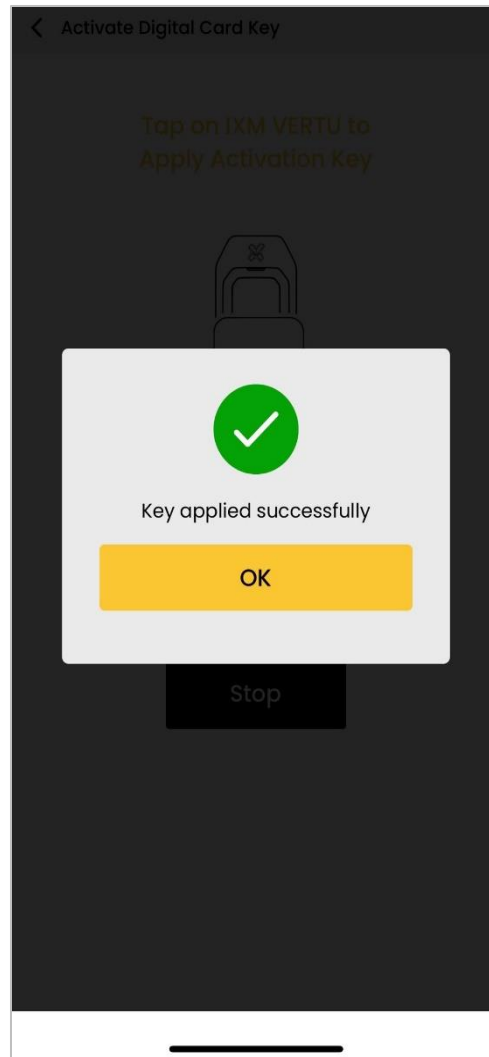 Activate Digital Card Key
Tap on IXM VERTU to
Apply Activation Key
Key applied successfully
OK
Stop